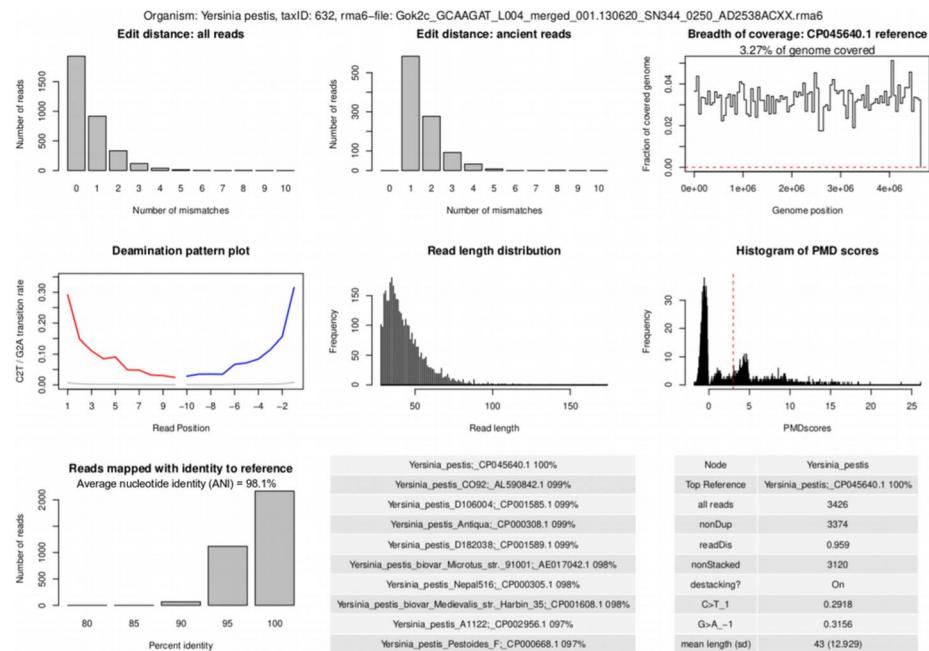 Organism: Yersinia pestis, taxID: 632, rma6−file: Gok2c_GCAAGAT_L004_merged_001.130620_SN344_0250_AD2538ACXX.rma6
Edit distance: all reads
Number of reads
0 500 1000 1500
0 1 2 3 4 5 6 7 8 9 10
Number of mismatches
Edit distance: ancient reads
Number of reads
0 100 300 500
0 1 2 3 4 5 6 7 8 9 10
Number of mismatches
Breadth of coverage: CP045640.1 reference
3.27% of genome covered
Fraction of covered genome
0.00 0.02 0.04
0e+00 1e+06 2e+06 3e+06 4e+06
Genome position
Deamination pattern plot
C2T / G2A transition rate
0.00 0.10 0.20 0.30
1 3 5 7 9 −10 −8 −6 −4 −2
Read Position
Read length distribution
Frequency
0 50 100 150
50 100 150
Read length
Histogram of PMD scores
Frequency
0 10 20 30
0 5 10 15 20 25
PMDscores
Reads mapped with identity to reference
Average nucleotide identity (ANI) = 98.1%
Number of reads
0 500 1000 2000
80 85 90 95 100
Percent identity
Yersinia_pestis;_CP045640.1 100%
Yersinia_pestis_CO92;_AL590842.1 099%
Yersinia_pestis_D106004;_CP001585.1 099%
Yersinia_pestis_Antiqua;_CP000308.1 099%
Yersinia_pestis_D182038;_CP001589.1 099%
Yersinia_pestis_biovar_Microtus_str._91001;_AE017042.1 098%
Yersinia_pestis_Nepal516;_CP000305.1 098%
Yersinia_pestis_biovar_Medievalis_str._Harbin_35;_CP001608.1 098%
Yersinia_pestis_A1122;_CP002956.1 097%
Yersinia_pestis_Pestoides_F;_CP000668.1 097%
Node Yersinia_pestis
Top Reference Yersinia_pestis;_CP045640.1 100%
all reads 3426
nonDup 3374
readDis 0.959
nonStacked 3120
destacking? On
C>T_1 0.2918
G>A_−1 0.3156
mean length (sd) 43 (12.929)